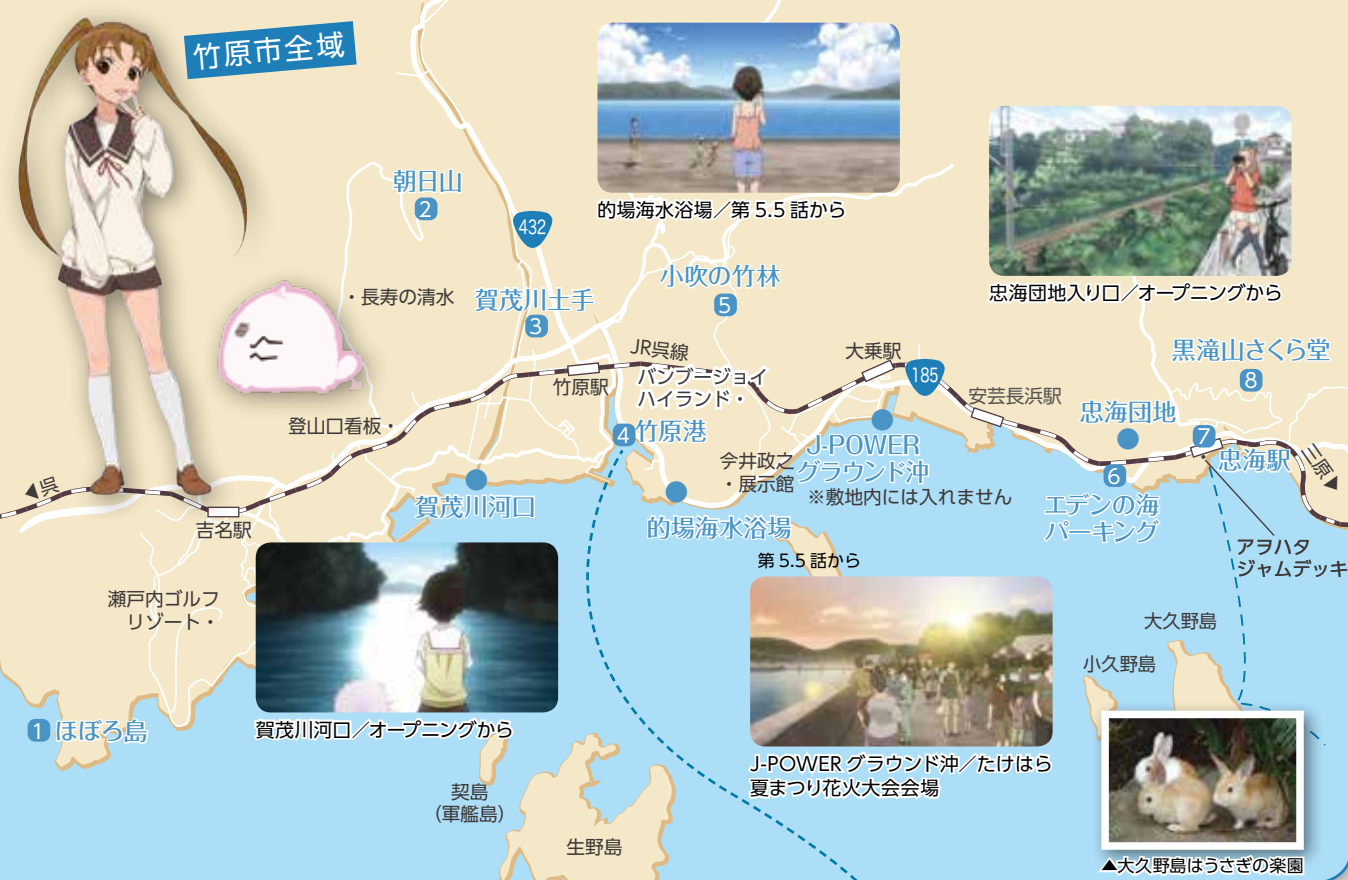 竹原市全域
的場海水浴場／第 5.5 話から
忠海団地入り口／オープニングから
朝日山
2
432
・長寿の清水
賀茂川土手
3
小吹の竹林
5
JR呉線
竹原駅
バンブージョイ
ハイランド・
大乗駅
185
安芸長浜駅
黒滝山さくら堂
8
忠海団地
7
忠海駅
三原▶
登山口看板・
4 竹原港
J-POWER
グラウンド沖
※敷地内には入れません
今井政之
・展示館
6
エデンの海
パーキング
◀呉
吉名駅
賀茂川河口
的場海水浴場
アヲハタ
ジャムデッキ
第 5.5 話から
瀬戸内ゴルフ
リゾート・
大久野島
小久野島
1 ほぼろ島
賀茂川河口／オープニングから
J-POWER グラウンド沖／たけはら
夏まつり花火大会会場
契島
（軍艦島）
生野島
▲大久野島はうさぎの楽園